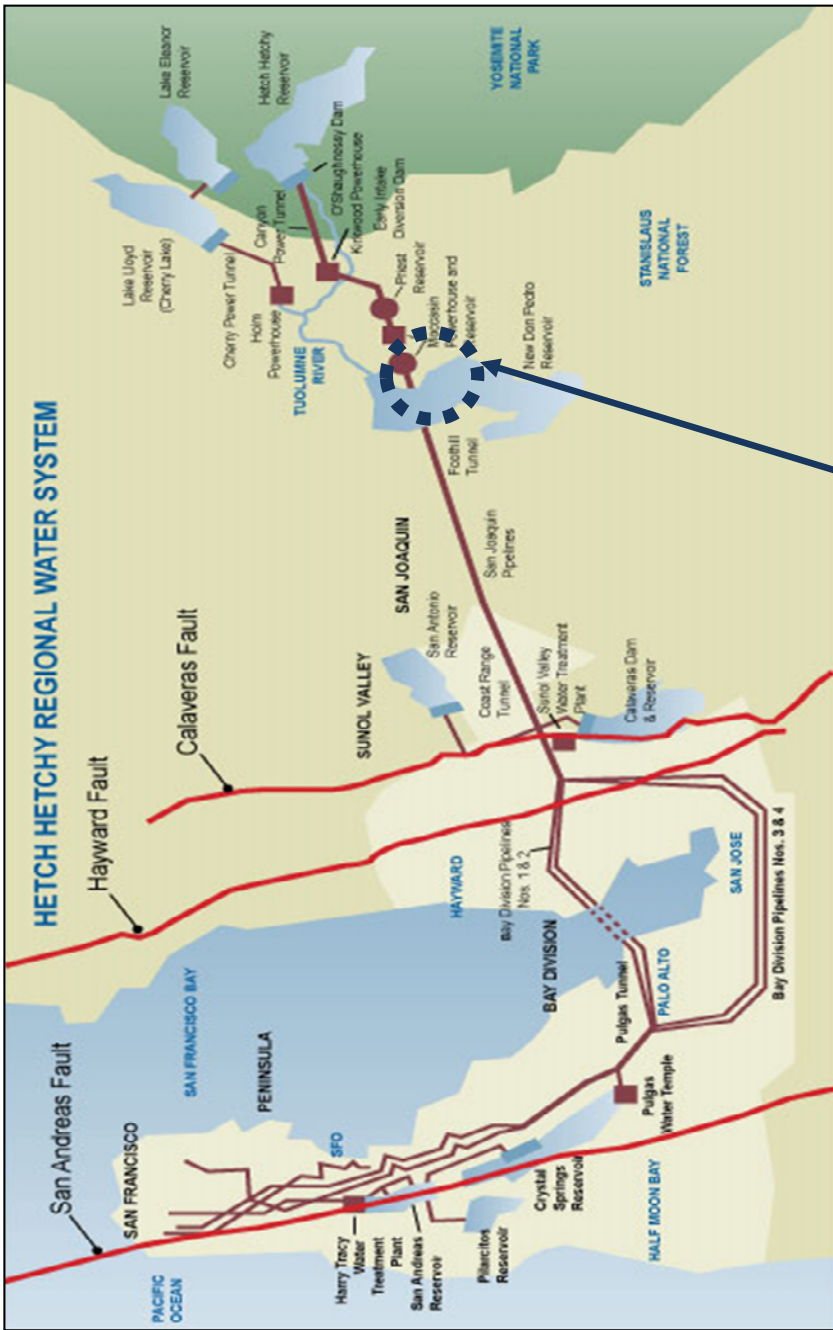 HETCH HETCHY REGIONAL WATER SYSTEM
San Andreas Fault
Hayward Fault
Calaveras Fault
PACIFIC
OCEAN
SAN FRANCISCO
SAN FRANCISCO BAY
PENINSULA
SFO
Harry Tracy
Water
Treatment
Plant
San Andreas
Reservoir
Pilarcitos
Reservoir
Crystal
Springs
Reservoir
HALF MOON BAY
Pulgas
Water Temple
Pulgas Tunnel
PALO ALTO
BAY DIVISION
HAYWARD
Bay Division Pipelines
Nos. 1 & 2
SAN JOSE
Bay Division Pipelines Nos. 3 & 4
SUNOL VALLEY
San Antonio
Reservoir
Coast Range
Tunnel
Sunol Valley
Water Treatment
Plant
Calaveras Dam
& Reservoir
SAN JOAQUIN
San Joaquin
Pipelines
Foothill
Tunnel
TUOLUMNE
RIVER
New Don Pedro
Reservoir
Moccasin
Powerhouse and
Reservoir
Priest
Reservoir
Holm
Powerhouse
Cherry Power Tunnel
Lake Lloyd
Reservoir
(Cherry Lake)
Canyon
Power Tunnel
Kirkwood Powerhouse
Early Intake
Diversion Dam
O'Shaughnessy Dam
Lake Eleanor
Reservoir
Hetch Hetchy
Reservoir
YOSEMITE
NATIONAL
PARK
STANISLAUS
NATIONAL
FOREST